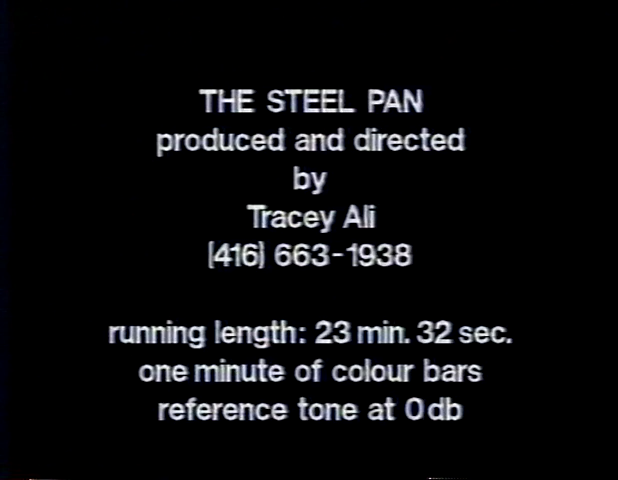 THE STEEL PAN
produced and directed
by
Tracey Ali
(416) 663-1938
running length: 23 min. 32 sec.
one minute of colour bars
reference tone at 0db